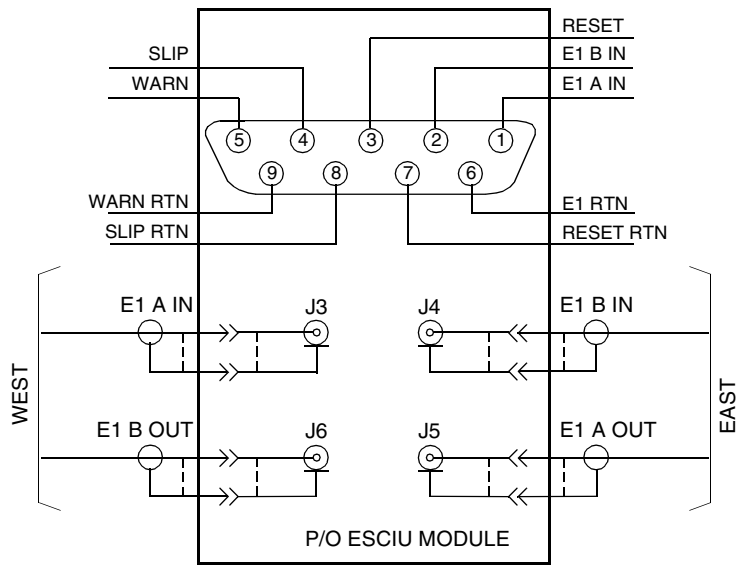 RESET
SLIP
E1 B IN
WARN
E1 A IN
5 4 3 2 1
9 8 7 6
WARN RTN
E1 RTN
SLIP RTN
RESET RTN
E1 A IN
J3
J4
E1 B IN
WEST
EAST
E1 B OUT
J6
J5
E1 A OUT
P/O ESCIU MODULE